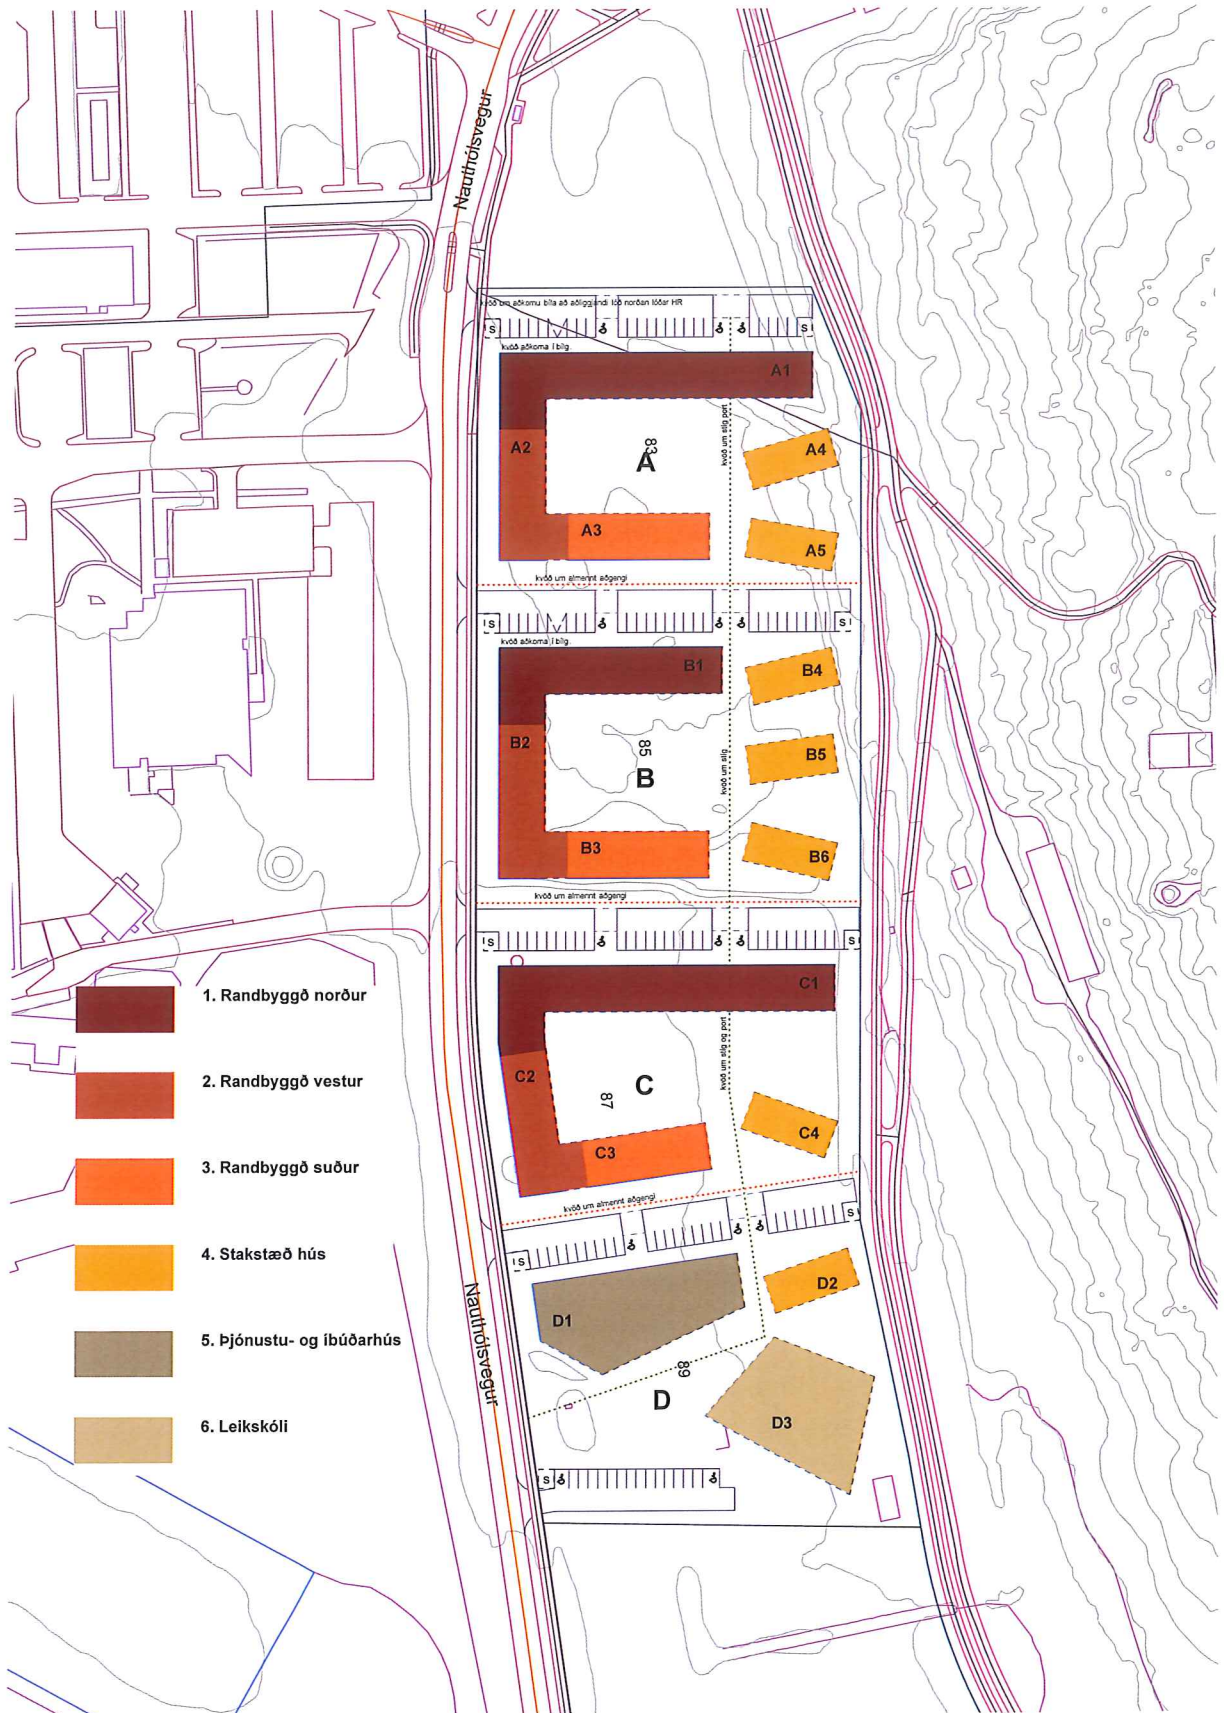 Nauthólsvegur
kvöð um aðkomu bíla að aðliggjandi lóð norðan lóðar HR
S
S
kvöð aðkoma í bílg.
A1
kvöð um stíg port
A2
83
A
A4
A3
A5
kvöð um almennt aðgengi
S
S
kvöð aðkoma í bílg.
B1
B4
B2
85
kvöð um stíg
B5
B
B3
B6
kvöð um almennt aðgengi
S
S
C1
1. Randbyggð norður
kvöð um stíg og port
C2
C
2. Randbyggð vestur
87
C4
C3
3. Randbyggð suður
kvöð um almennt aðgengi
S
S
4. Stakstæð hús
D2
Nauthólsvegur
D1
5. Þjónustu- og íbúðarhús
89
D
D3
6. Leikskóli
S